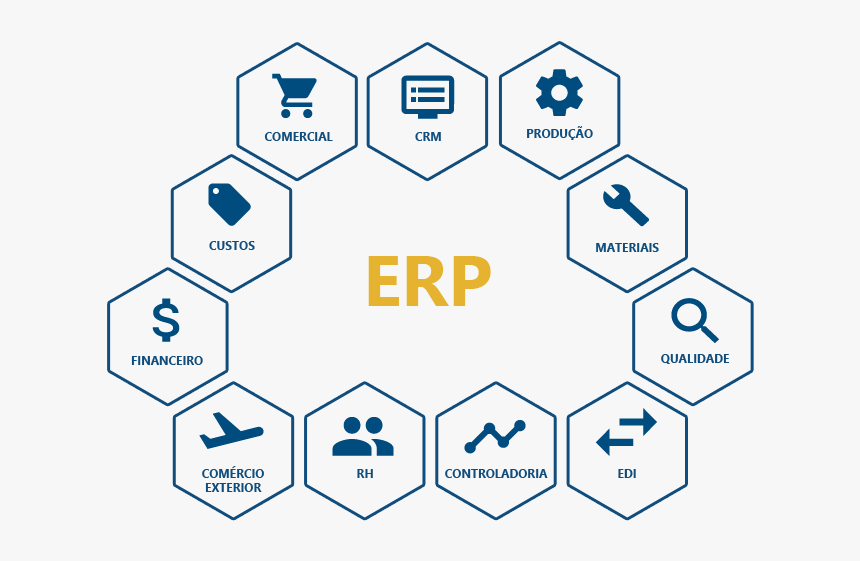 COMERCIAL
CRM
PRODUÇÃO
CUSTOS
MATERIAIS
ERP
FINANCEIRO
QUALIDADE
COMÉRCIO
EXTERIOR
RH
CONTROLADORIA
EDI